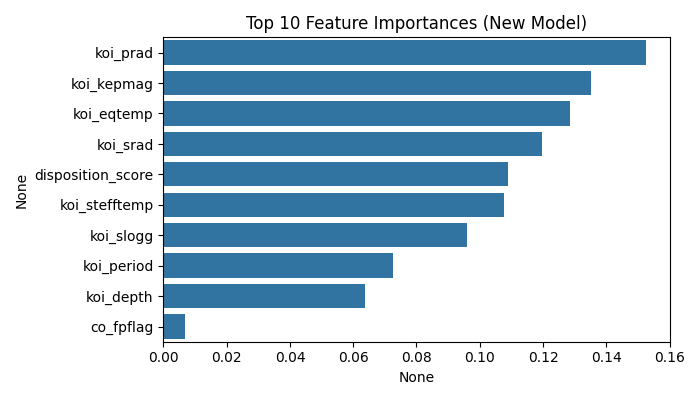 Top 10 Feature Importances (New Model)
koi_prad
koi_kepmag
koi_eqtemp
koi_srad
disposition_score
koi_stefftemp
koi_slogg
koi_period
koi_depth
co_fpflag
None
0.00 0.02 0.04 0.06 0.08 0.10 0.12 0.14 0.16
None